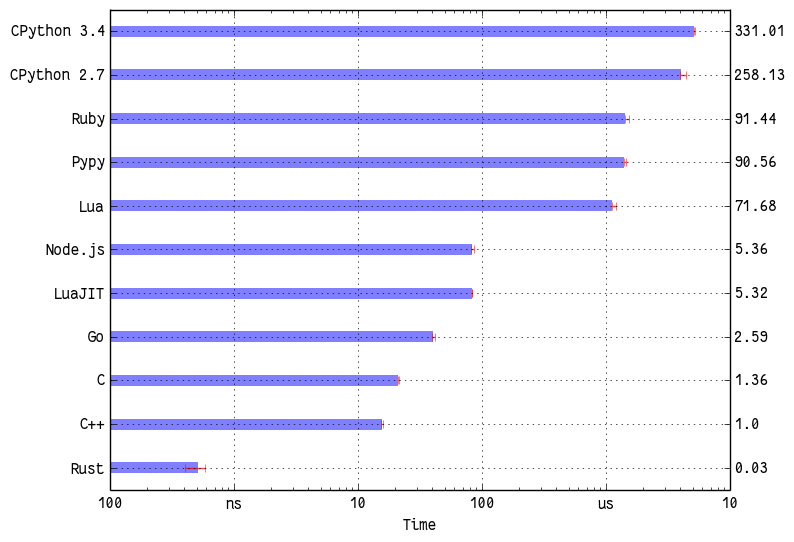 CPython 3.4 331.01
CPython 2.7 258.13
Ruby 91.44
Pypy 90.56
Lua 71.68
Node.js 5.36
LuaJIT 5.32
Go 2.59
C 1.36
C++ 1.0
Rust 0.03
100 ns 10 100 us 10
Time